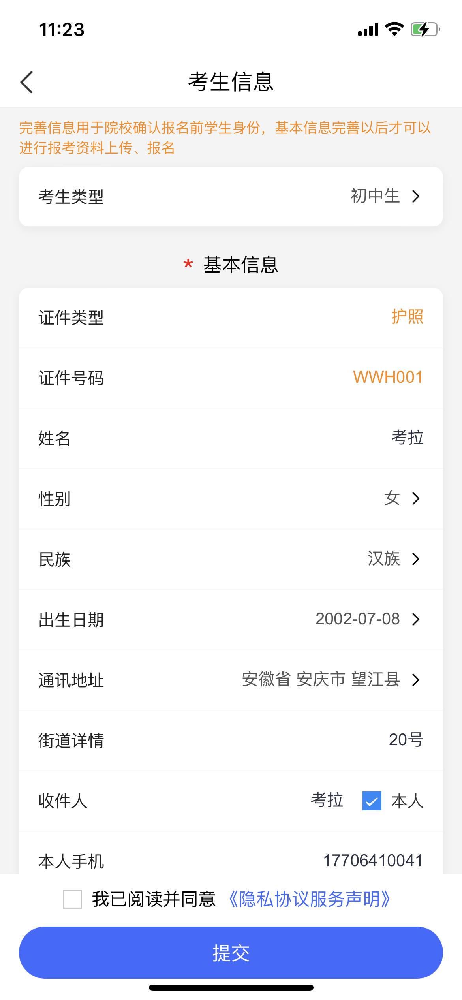 11:23
考生信息
完善信息用于院校确认报名前学生身份，基本信息完善以后才可以
进行报考资料上传、报名
考生类型 初中生
* 基本信息
证件类型 护照
证件号码 WWH001
姓名 考拉
性别 女
民族 汉族
出生日期 2002-07-08
通讯地址 安徽省 安庆市 望江县
街道详情 20号
收件人 考拉 本人
本人手机 17706410041
我已阅读并同意 《隐私协议服务声明》
提交